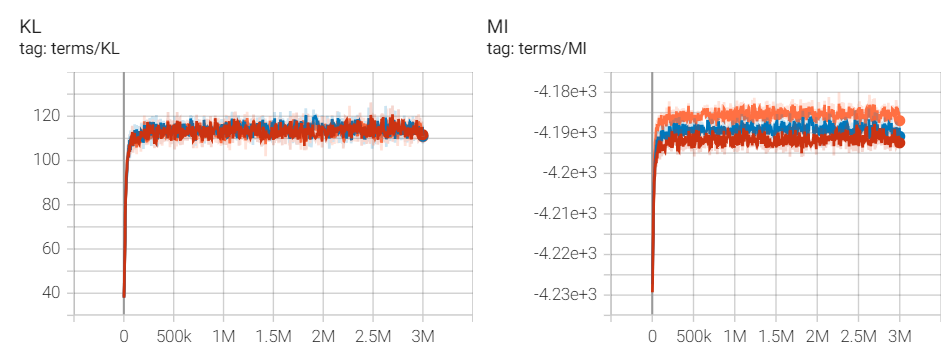 KL
tag: terms/KL
120
100
80
60
40
0 500k 1M 1.5M 2M 2.5M 3M
MI
tag: terms/MI
-4.18e+3
-4.19e+3
-4.2e+3
-4.21e+3
-4.22e+3
-4.23e+3
0 500k 1M 1.5M 2M 2.5M 3M